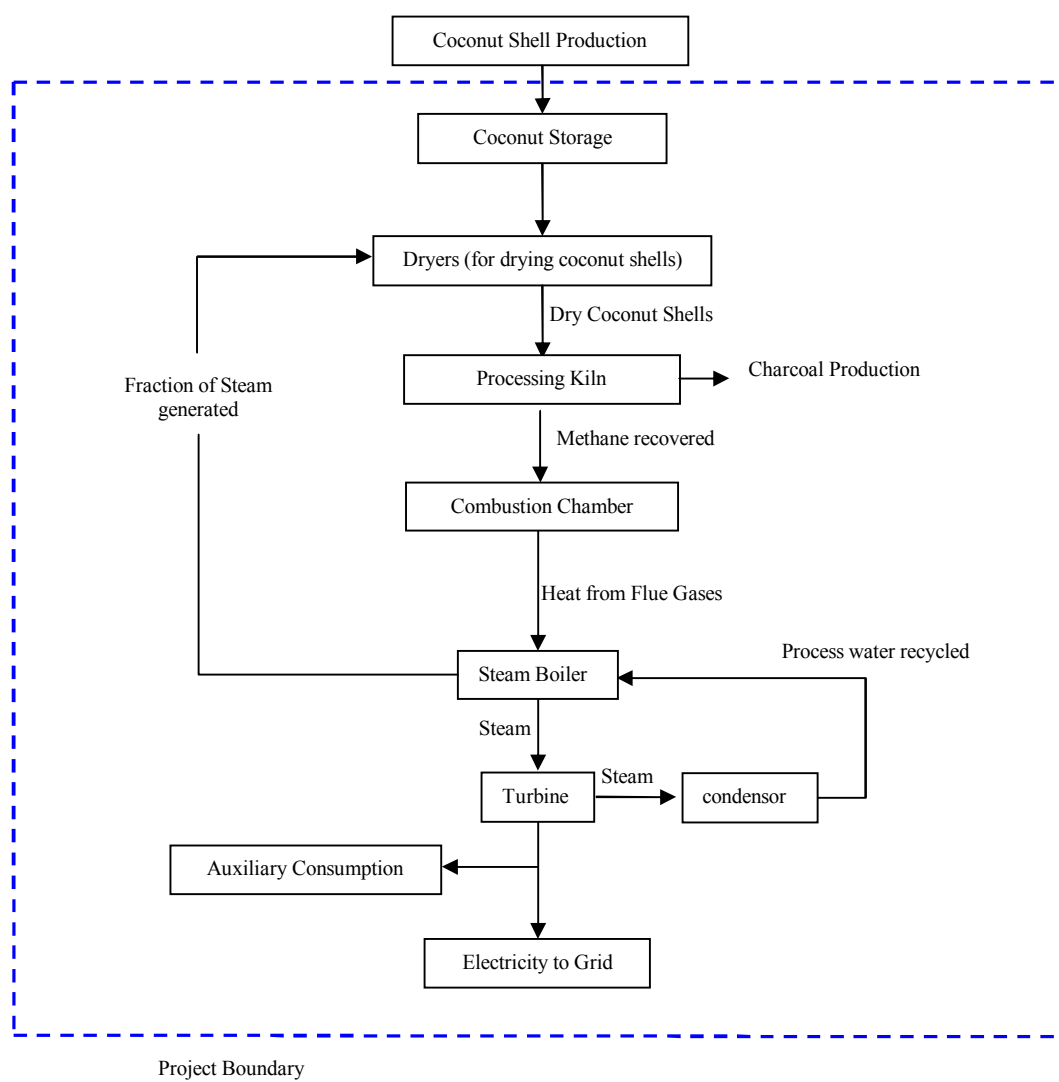 Coconut Shell Production
Coconut Storage
Dryers (for drying coconut shells)
Dry Coconut Shells
Processing Kiln
Charcoal Production
Fraction of Steam
generated
Methane recovered
Combustion Chamber
Heat from Flue Gases
Process water recycled
Steam Boiler
Steam
Steam
Turbine
condensor
Auxiliary Consumption
Electricity to Grid
Project Boundary